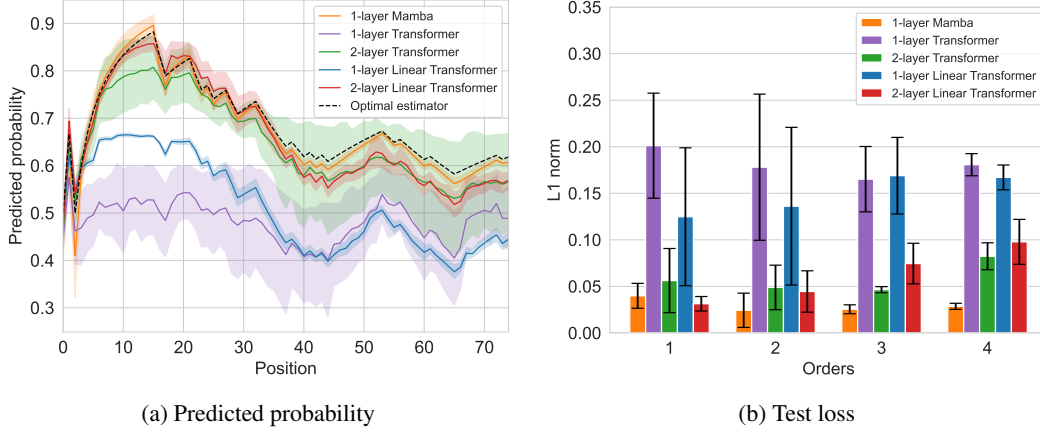 0.9
0.8
0.7
0.6
0.5
0.4
0.3
Predicted probability
0 10 20 30 40 50 60 70
Position
1-layer Mamba
1-layer Transformer
2-layer Transformer
1-layer Linear Transformer
2-layer Linear Transformer
Optimal estimator
(a) Predicted probability
0.35
0.30
0.25
0.20
0.15
0.10
0.05
0.00
L1 norm
1 2 3 4
Orders
1-layer Mamba
1-layer Transformer
2-layer Transformer
1-layer Linear Transformer
2-layer Linear Transformer
(b) Test loss